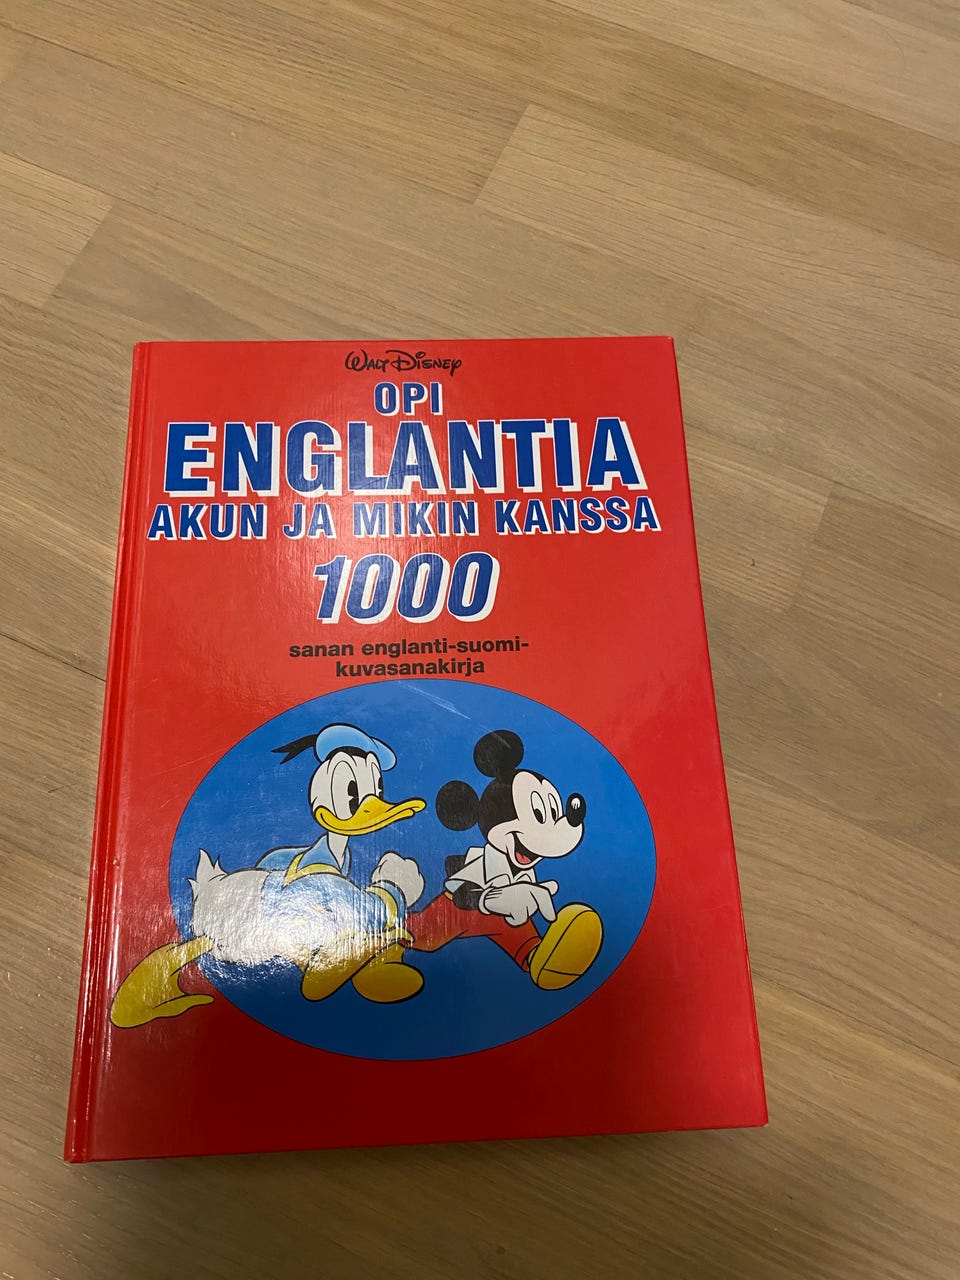 Walt Disney
OPI
ENGLANTIA
AKUN JA MIKIN KANSSA
1000
sanan englanti-suomi-
kuvasanakirja